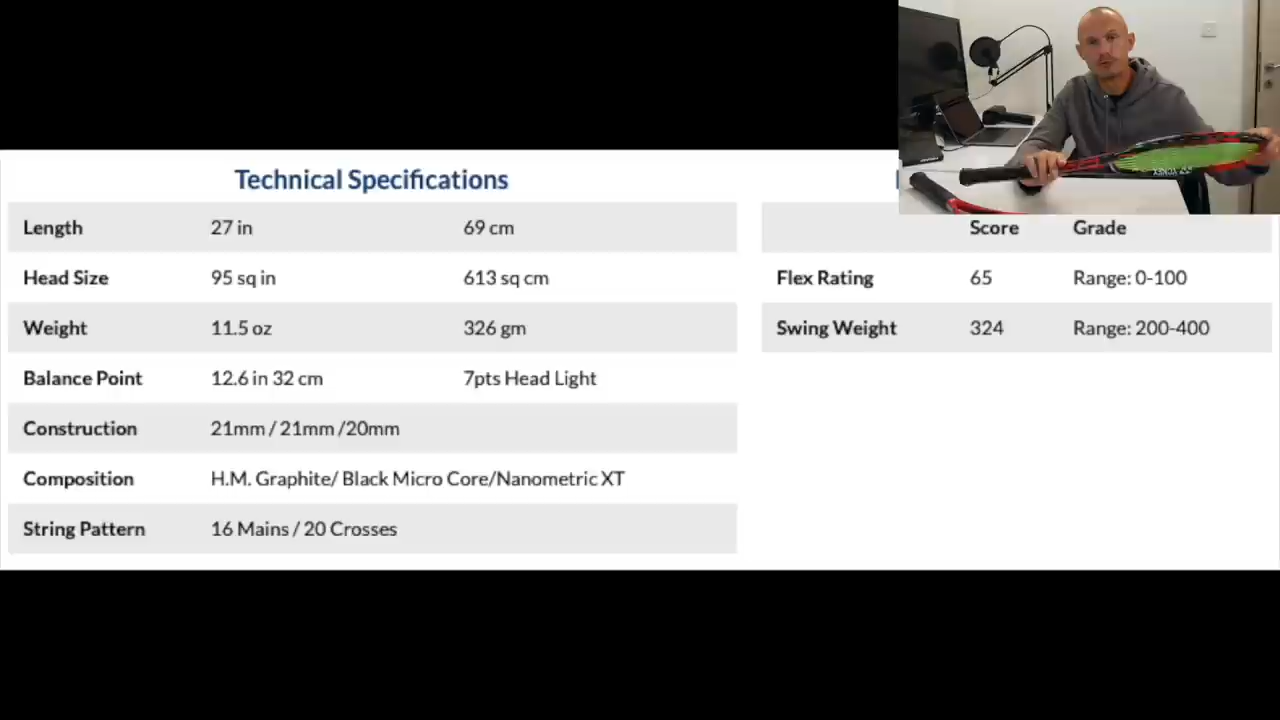 Technical Specifications
Length 27 in 69 cm
Head Size 95 sq in 613 sq cm
Weight 11.5 oz 326 gm
Balance Point 12.6 in 32 cm 7pts Head Light
Construction 21mm / 21mm /20mm
Composition H.M. Graphite/ Black Micro Core/Nanometric XT
String Pattern 16 Mains / 20 Crosses
Score Grade
Flex Rating 65 Range: 0-100
Swing Weight 324 Range: 200-400
YONEX